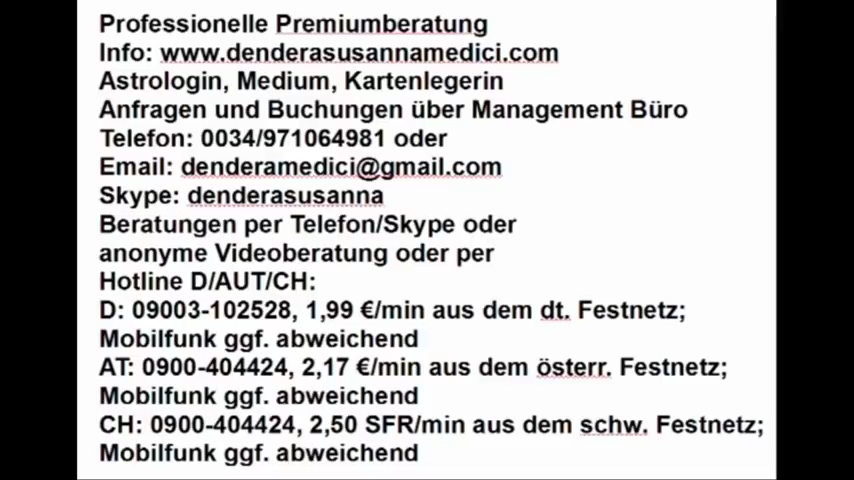 Professionelle Premiumberatung
Info: www.denderasusannamedici.com
Astrologin, Medium, Kartenlegerin
Anfragen und Buchungen über Management Büro
Telefon: 0034/971064981 oder
Email: denderamedici@gmail.com
Skype: denderasusanna
Beratungen per Telefon/Skype oder
anonyme Videoberatung oder per
Hotline D/AUT/CH:
D: 09003-102528, 1,99 €/min aus dem dt. Festnetz;
Mobilfunk ggf. abweichend
AT: 0900-404424, 2,17 €/min aus dem österr. Festnetz;
Mobilfunk ggf. abweichend
CH: 0900-404424, 2,50 SFR/min aus dem schw. Festnetz;
Mobilfunk ggf. abweichend